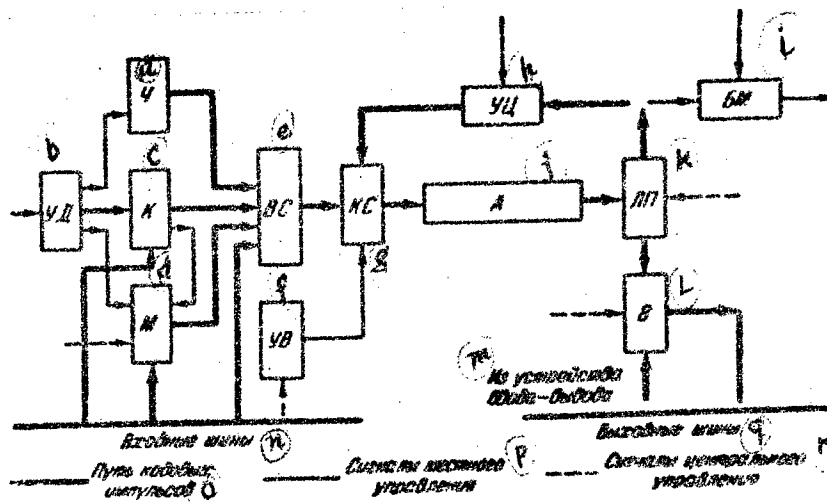 a
i
h
Ч
УЦ
БМ
b
c
e
j
k
УД
К
ВС
КС
А
ЛП
d
f
g
L
М
УВ
В
m
Из устройства
ввода-вывода
Входные шины n
Выходные шины q
Путь кодовых
импульсов o
Сигналы местного
управления p
Сигналы центрального
управления r